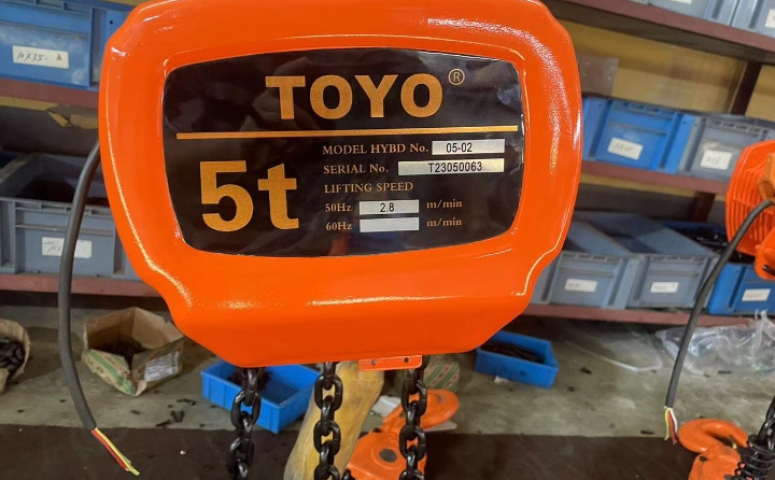 TOYO®
5t
MODEL HYBD No. 05-02
SERIAL No. T23050063
LIFTING SPEED
50Hz 2.8 m/min
60Hz m/min